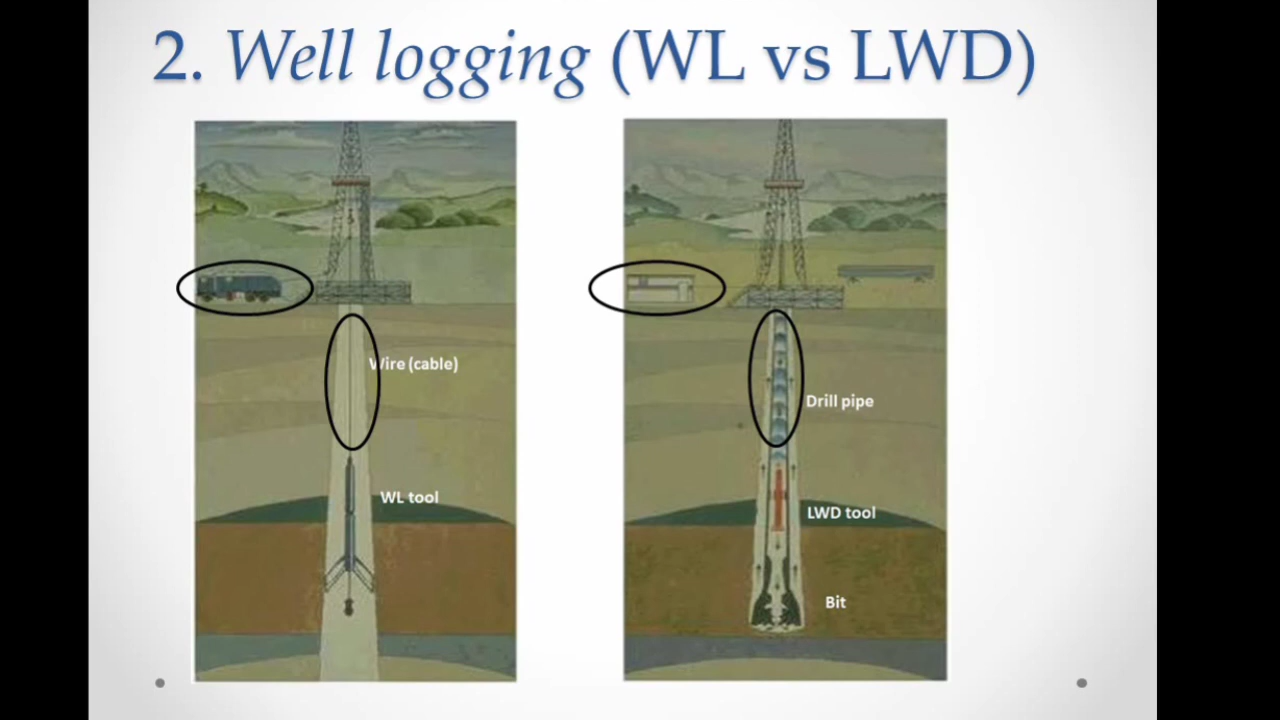 2. Well logging (WL vs LWD)
Wire (cable)
WL tool
Drill pipe
LWD tool
Bit